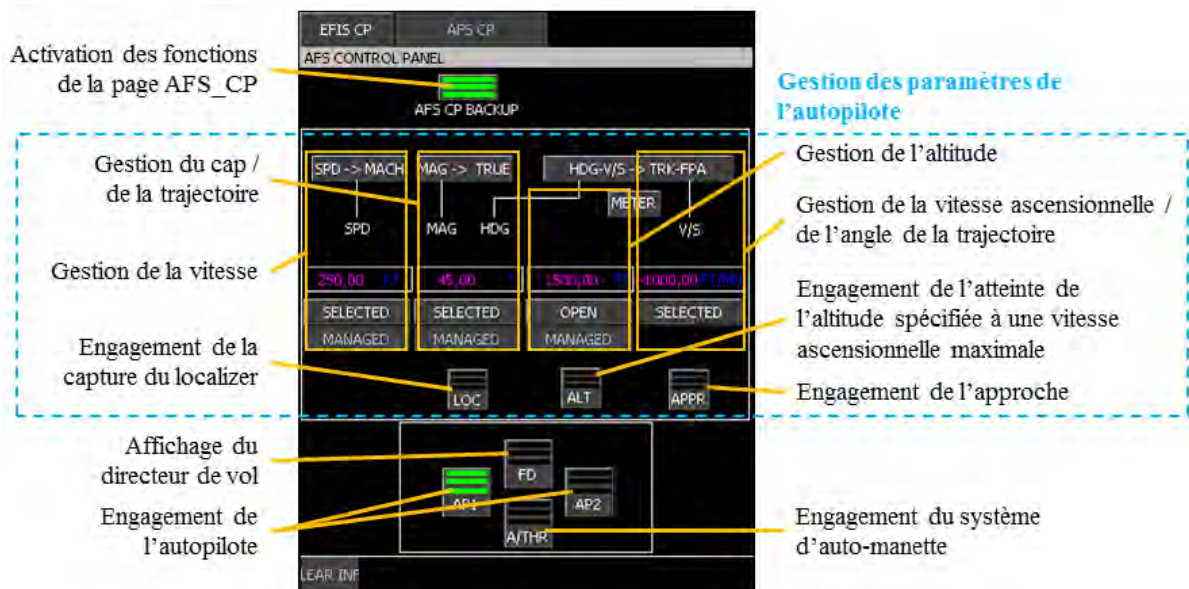 EFIS CP AFS CP
AFS CONTROL PANEL
Activation des fonctions
de la page AFS_CP
AFS CP BACKUP
Gestion des paramètres de
l'autopilote
Gestion du cap /
de la trajectoire
Gestion de la vitesse
Engagement de la
capture du localizer
SPD -> MACH MAG -> TRUE HDG-V/S -> TRK-FPA
METER
SPD MAG HDG V/S
250,00 KT 45,00 ° 1500,00 FT -1000,00 FT/MN
SELECTED SELECTED OPEN SELECTED
MANAGED MANAGED MANAGED
LOC ALT APPR
Gestion de l'altitude
Gestion de la vitesse ascensionnelle /
de l'angle de la trajectoire
Engagement de l'atteinte de
l'altitude spécifiée à une vitesse
ascensionnelle maximale
Engagement de l'approche
Affichage du
directeur de vol
Engagement de
l'autopilote
FD
AP1 AP2
A/THR
Engagement du système
d'auto-manette
LEAR INF